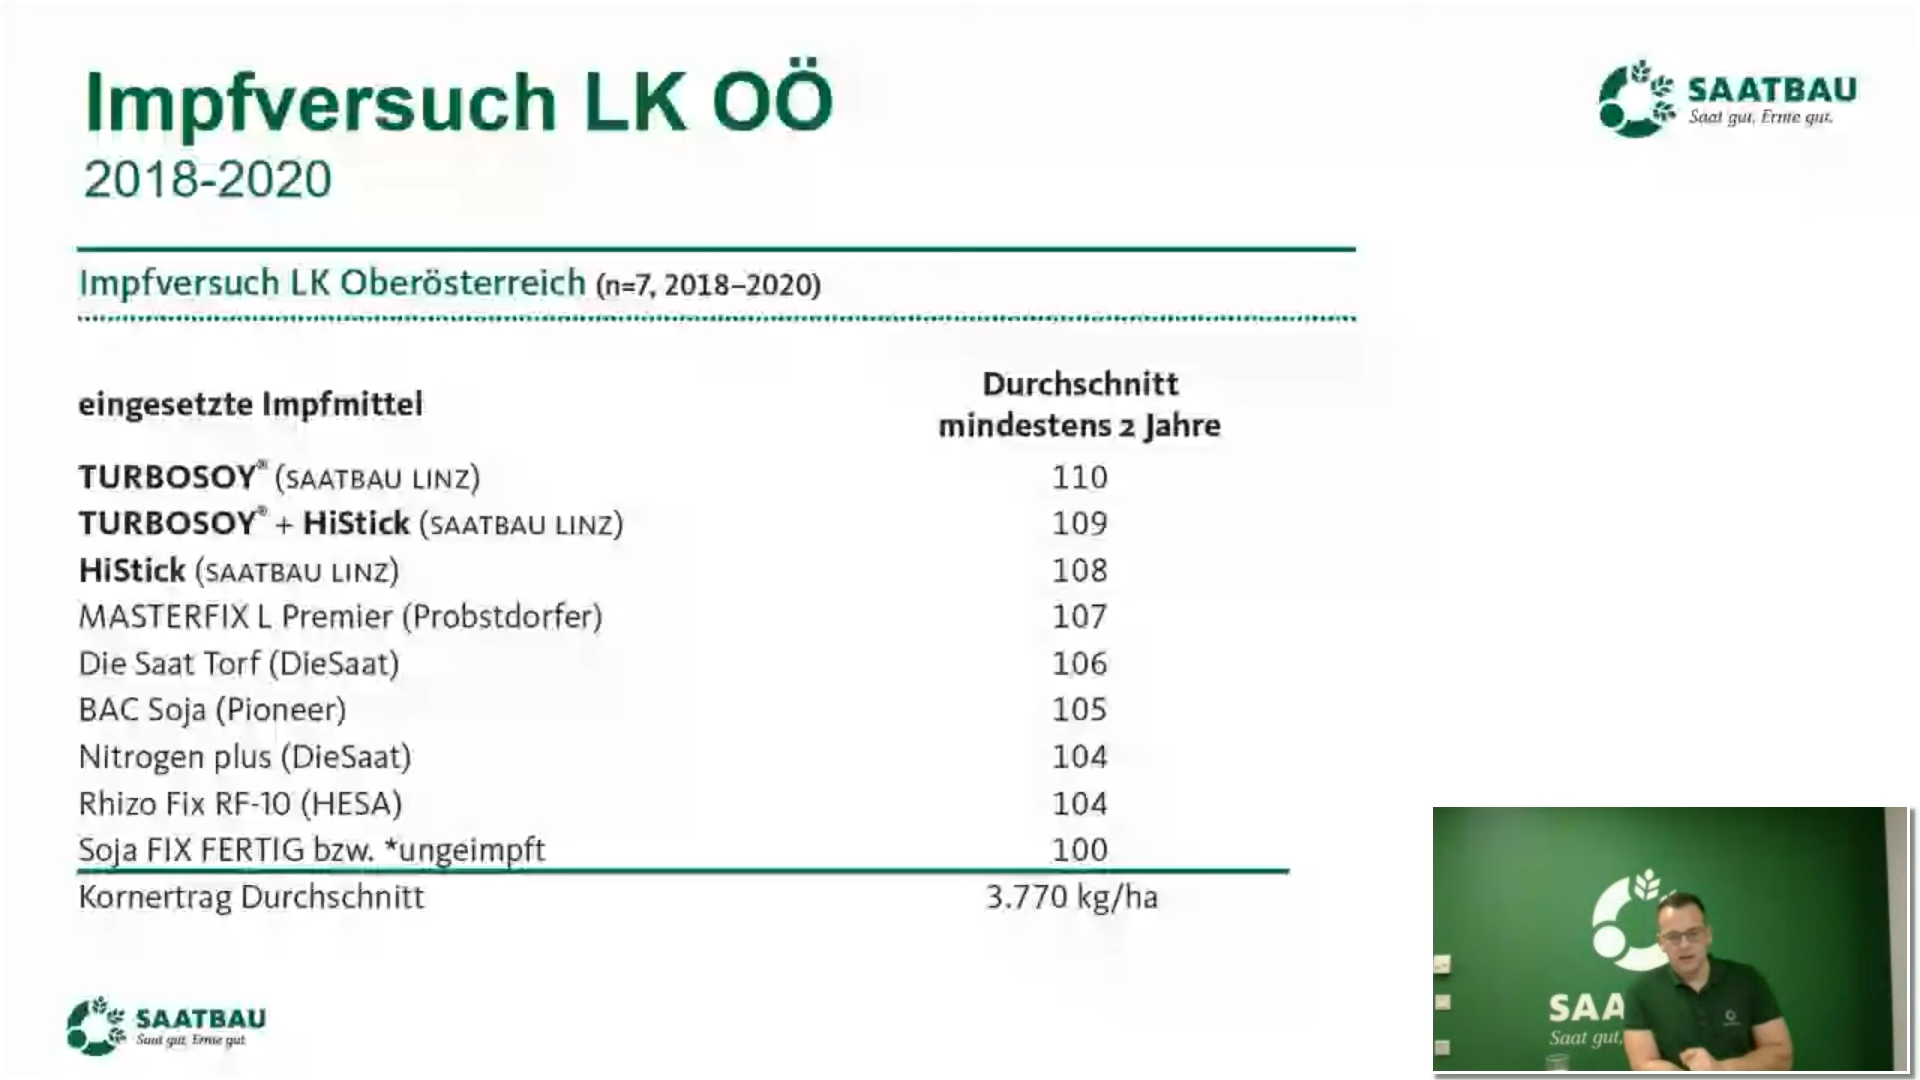 Impfversuch LK OÖ
2018-2020
SAATBAU
Saat gut, Ernte gut.
Impfversuch LK Oberösterreich (n=7, 2018–2020)
eingesetzte Impfmittel
Durchschnitt
mindestens 2 Jahre
TURBOSOY® (SAATBAU LINZ) 110
TURBOSOY® + HiStick (SAATBAU LINZ) 109
HiStick (SAATBAU LINZ) 108
MASTERFIX L Premier (Probstdorfer) 107
Die Saat Torf (DieSaat) 106
BAC Soja (Pioneer) 105
Nitrogen plus (DieSaat) 104
Rhizo Fix RF-10 (HESA) 104
Soja FIX FERTIG bzw. *ungeimpft 100
Kornertrag Durchschnitt 3.770 kg/ha
SAATBAU
Saat gut, Ernte gut
SAA
Saat gut,